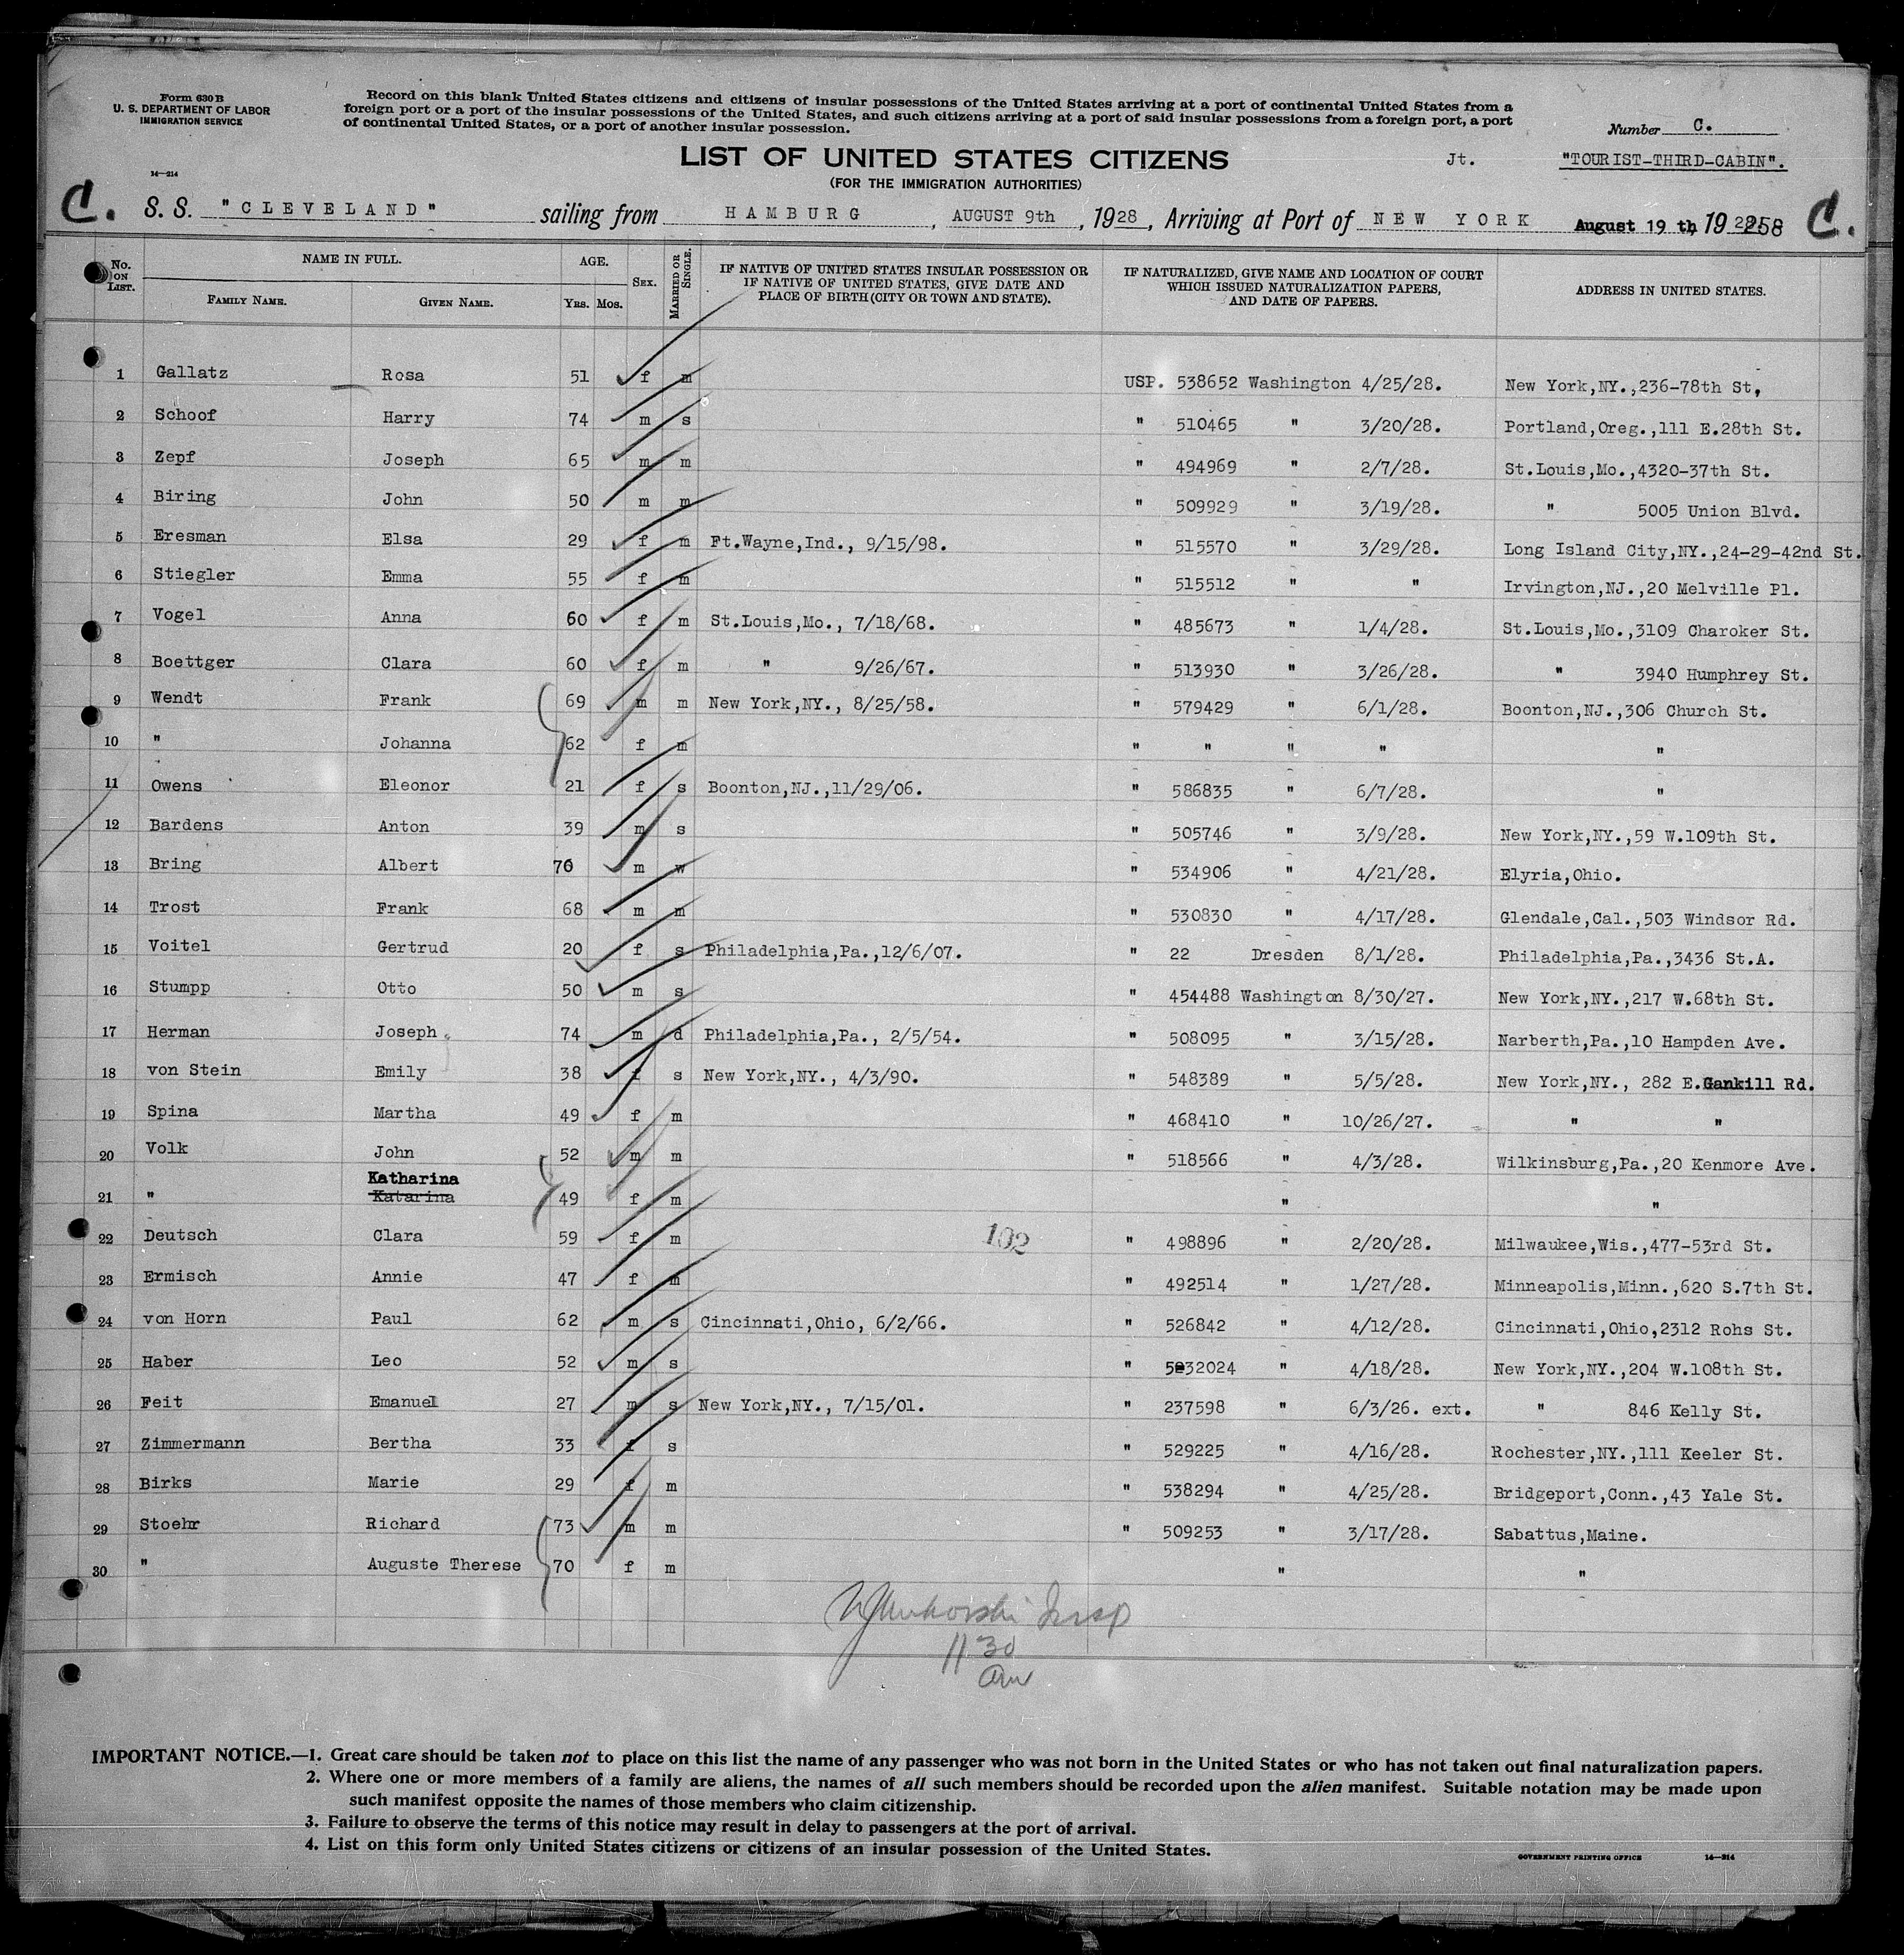 Form 630 B
U. S. DEPARTMENT OF LABOR
IMMIGRATION SERVICE
14—214
Record on this blank United States citizens and citizens of insular possessions of the United States arriving at a port of continental United States from a
foreign port or a port of the insular possessions of the United States, and such citizens arriving at a port of said insular possessions from a foreign port, a port
of continental United States, or a port of another insular possession.
Number C.
LIST OF UNITED STATES CITIZENS
Jt. "TOURIST-THIRD-CABIN".
(FOR THE IMMIGRATION AUTHORITIES)
C. S. S. "CLEVELAND" sailing from HAMBURG, AUGUST 9th, 1928, Arriving at Port of NEW YORK August 19 th, 19 28 258 C.
No. ON LIST. NAME IN FULL. AGE. SEX. MARRIED OR SINGLE. IF NATIVE OF UNITED STATES INSULAR POSSESSION OR IF NATIVE OF UNITED STATES, GIVE DATE AND PLACE OF BIRTH (CITY OR TOWN AND STATE). IF NATURALIZED, GIVE NAME AND LOCATION OF COURT WHICH ISSUED NATURALIZATION PAPERS, AND DATE OF PAPERS. ADDRESS IN UNITED STATES.
FAMILY NAME. GIVEN NAME. YRS. MOS.
1 Gallatz Rosa 51 f m USP. 538652 Washington 4/25/28. New York,NY.,236-78th St,
2 Schoof Harry 74 m s " 510465 " 3/20/28. Portland,Oreg.,111 E.28th St.
3 Zepf Joseph 65 m m " 494969 " 2/7/28. St.Louis,Mo.,4320-37th St.
4 Biring John 50 m m " 509929 " 3/19/28. " 5005 Union Blvd.
5 Eresman Elsa 29 f m Ft.Wayne,Ind., 9/15/98. " 515570 " 3/29/28. Long Island City,NY.,24-29-42nd St.
6 Stiegler Emma 55 f m " 515512 " " Irvington,NJ.,20 Melville Pl.
7 Vogel Anna 60 f m St.Louis,Mo., 7/18/68. " 485673 " 1/4/28. St.Louis,Mo.,3109 Charoker St.
8 Boettger Clara 60 f m " 9/26/67. " 513930 " 3/26/28. " 3940 Humphrey St.
9 Wendt Frank 69 m m New York,NY., 8/25/58. " 579429 " 6/1/28. Boonton,NJ.,306 Church St.
10 " Johanna 62 f m " " " " "
11 Owens Eleonor 21 f s Boonton,NJ.,11/29/06. " 586835 " 6/7/28. "
12 Bardens Anton 39 m s " 505746 " 3/9/28. New York,NY.,59 W.109th St.
13 Bring Albert 76 m w " 534906 " 4/21/28. Elyria,Ohio.
14 Trost Frank 68 m m " 530830 " 4/17/28. Glendale,Cal.,503 Windsor Rd.
15 Voitel Gertrud 20 f s Philadelphia,Pa.,12/6/07. " 22 Dresden 8/1/28. Philadelphia,Pa.,3436 St.A.
16 Stumpp Otto 50 m s " 454488 Washington 8/30/27. New York,NY.,217 W.68th St.
17 Herman Joseph 74 m d Philadelphia,Pa., 2/5/54. " 508095 " 3/15/28. Narberth,Pa.,10 Hampden Ave.
18 von Stein Emily 38 f s New York,NY., 4/3/90. " 548389 " 5/5/28. New York,NY., 282 E.Gankill Rd.
19 Spina Martha 49 f m " 468410 " 10/26/27. " "
20 Volk John 52 m m " 518566 " 4/3/28. Wilkinsburg,Pa.,20 Kenmore Ave.
Katharina
21 " Katarina 49 f m " "
22 Deutsch Clara 59 f m 102 " 498896 " 2/20/28. Milwaukee,Wis.,477-53rd St.
23 Ermisch Annie 47 f m " 492514 " 1/27/28. Minneapolis,Minn.,620 S.7th St.
24 von Horn Paul 62 m s Cincinnati,Ohio, 6/2/66. " 526842 " 4/12/28. Cincinnati,Ohio,2312 Rohs St.
25 Haber Leo 52 m s " 532024 " 4/18/28. New York,NY.,204 W.108th St.
26 Feit Emanuel 27 m s New York,NY., 7/15/01. " 237598 " 6/3/26. ext. " 846 Kelly St.
27 Zimmermann Bertha 33 f s " 529225 " 4/16/28. Rochester,NY.,111 Keeler St.
28 Birks Marie 29 f m " 538294 " 4/25/28. Bridgeport,Conn.,43 Yale St.
29 Stoehr Richard 73 m m " 509253 " 3/17/28. Sabattus,Maine.
30 " Auguste Therese 70 f m " "
Insp
11 30
am
IMPORTANT NOTICE.—1. Great care should be taken not to place on this list the name of any passenger who was not born in the United States or who has not taken out final naturalization papers.
2. Where one or more members of a family are aliens, the names of all such members should be recorded upon the alien manifest. Suitable notation may be made upon
such manifest opposite the names of those members who claim citizenship.
3. Failure to observe the terms of this notice may result in delay to passengers at the port of arrival.
4. List on this form only United States citizens or citizens of an insular possession of the United States.
GOVERNMENT PRINTING OFFICE 14—214